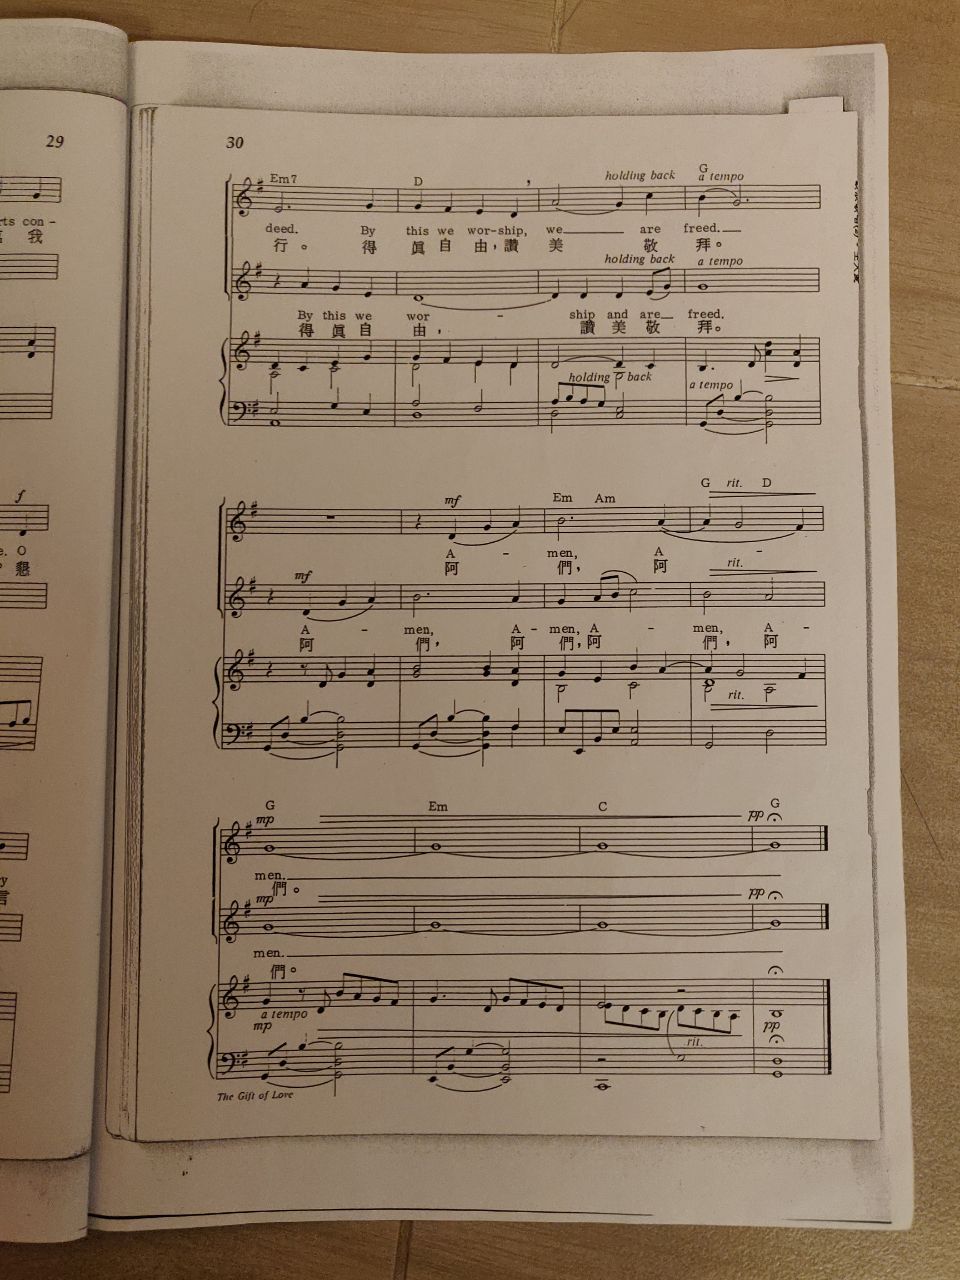 29
rts con -
我
f
e. O
懇
ry
言
30
Em7 D , holding back G a tempo
deed. By this we wor-ship, we are freed.
行。 得 眞 自 由，讚 美 敬 拜。
holding back a tempo
By this we wor - ship and are freed.
得 眞 自 由， 讚 美 敬 拜。
holding back a tempo
mf Em Am G rit. D
A - men, A -
阿 們， 阿
mf rit.
A - men, A - men, A - men, A -
阿 們， 阿 們，阿 們， 阿
rit.
G Em C G
mp pp
men.
們。
mp pp
men.
們。
a tempo
mp pp
rit.
The Gift of Love